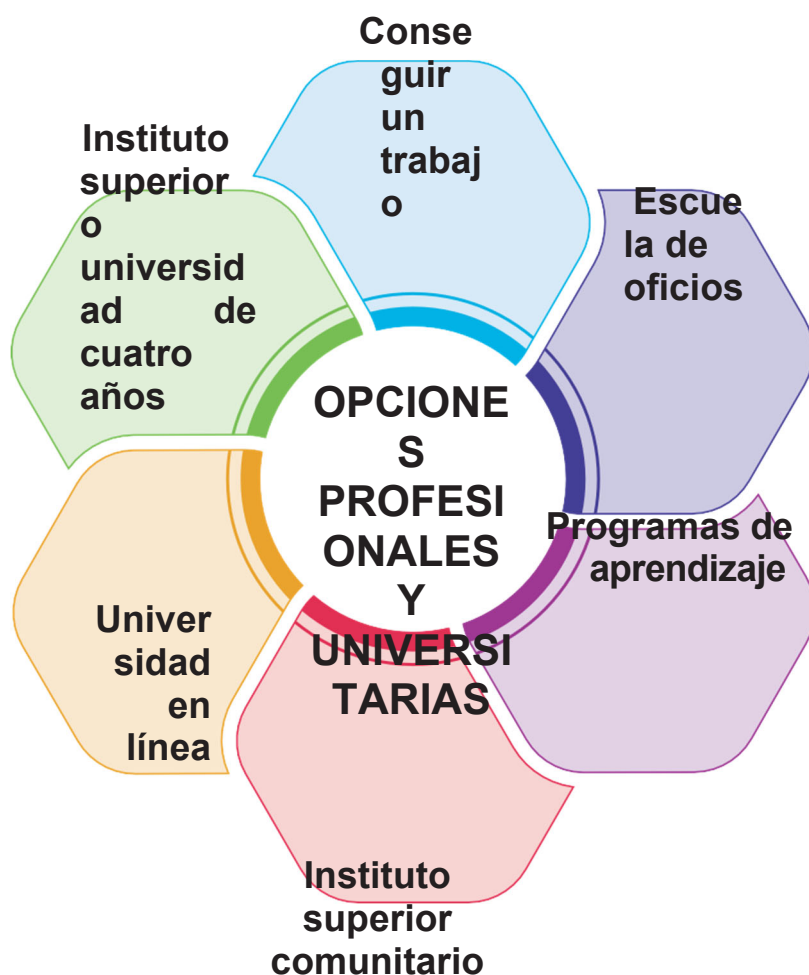 Conse
guir
un
trabaj
o
Instituto
superior
o
universid
ad de
cuatro
años
Escue
la de
oficios
OPCIONE
S
PROFESI
ONALES
Y
UNIVERSI
TARIAS
Programas de
aprendizaje
Univer
sidad
en
línea
Instituto
superior
comunitario